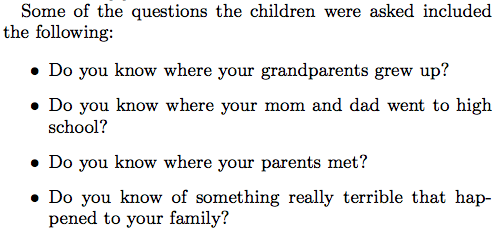 Some of the questions the children were asked included
the following:
• Do you know where your grandparents grew up?
• Do you know where your mom and dad went to high
school?
• Do you know where your parents met?
• Do you know of something really terrible that hap-
pened to your family?